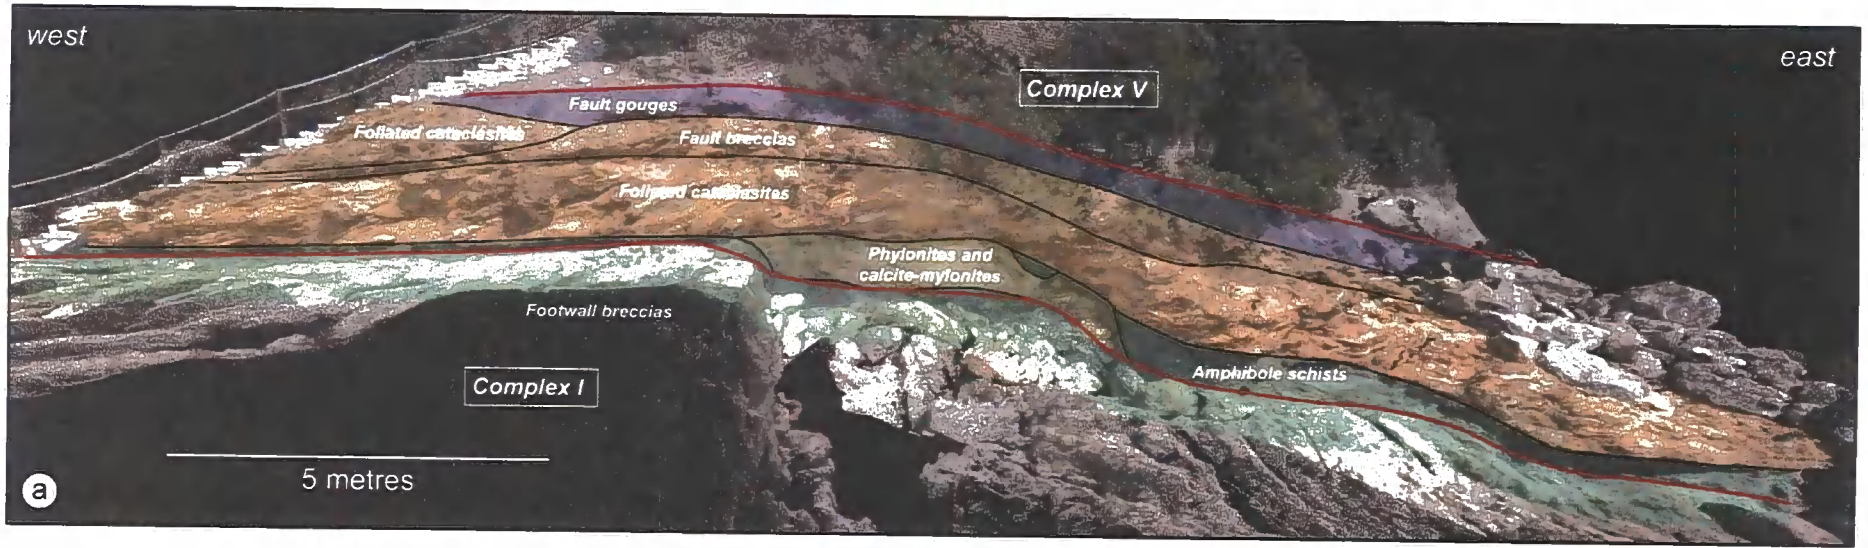 west
east
Complex V
Fault gouges
Foliated cataclasites
Fault breccias
Foliated cataclasites
Phylonites and
calcite-mylonites
Footwall breccias
Amphibole schists
Complex I
5 metres
a